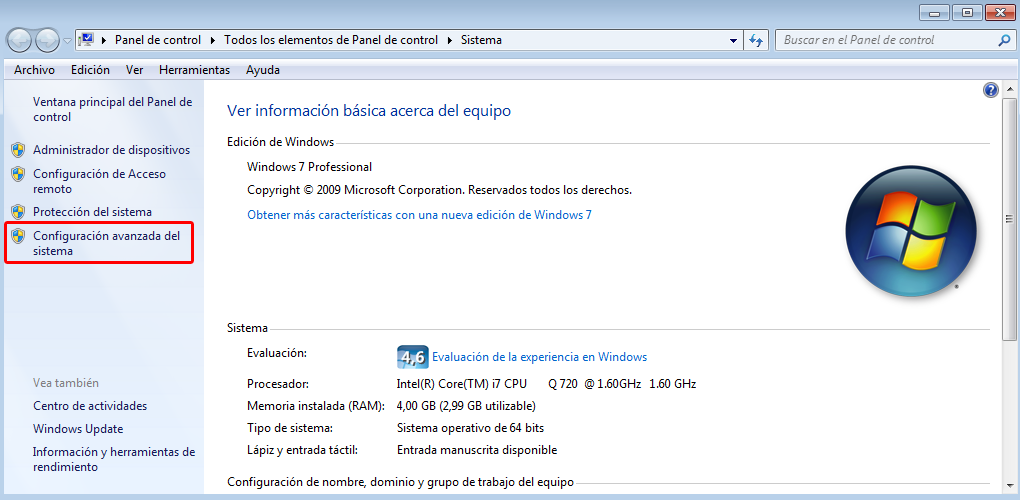 Panel de control Todos los elementos de Panel de control Sistema Buscar en el Panel de control
Archivo Edición Ver Herramientas Ayuda
Ventana principal del Panel de
control
Administrador de dispositivos
Configuración de Acceso
remoto
Protección del sistema
Configuración avanzada del
sistema
Vea también
Centro de actividades
Windows Update
Información y herramientas de
rendimiento
Ver información básica acerca del equipo
Edición de Windows
Windows 7 Professional
Copyright © 2009 Microsoft Corporation. Reservados todos los derechos.
Obtener más características con una nueva edición de Windows 7
Sistema
Evaluación: 4,6 Evaluación de la experiencia en Windows
Procesador: Intel(R) Core(TM) i7 CPU Q 720 @ 1.60GHz 1.60 GHz
Memoria instalada (RAM): 4,00 GB (2,99 GB utilizable)
Tipo de sistema: Sistema operativo de 64 bits
Lápiz y entrada táctil: Entrada manuscrita disponible
Configuración de nombre, dominio y grupo de trabajo del equipo